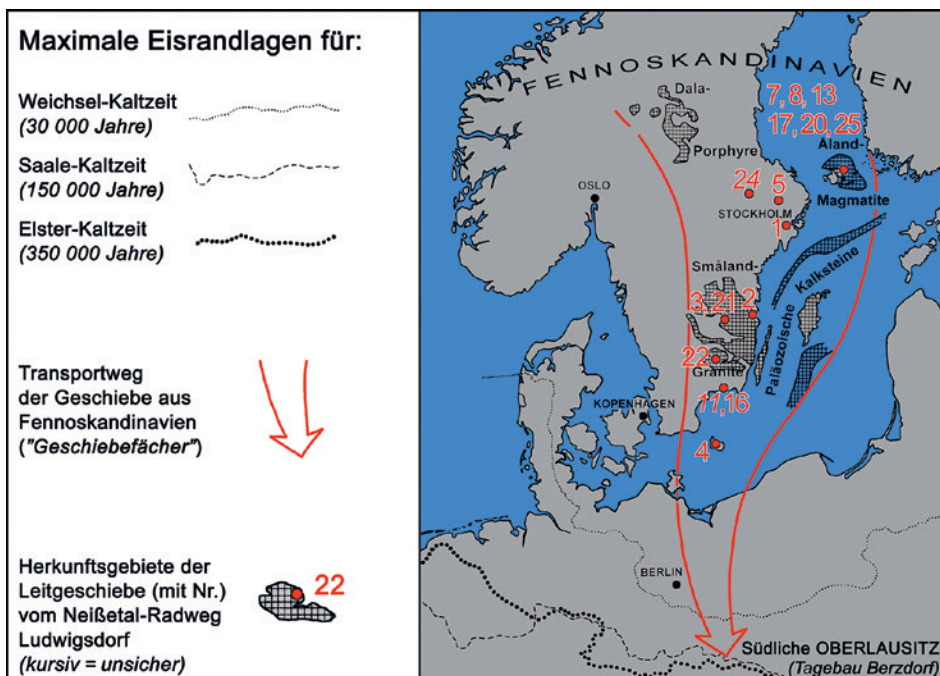 Maximale Eisrandlagen für:
Weichsel-Kaltzeit
(30 000 Jahre)
Saale-Kaltzeit
(150 000 Jahre)
Elster-Kaltzeit
(350 000 Jahre)
Transportweg
der Geschiebe aus
Fennoskandinavien
("Geschiebefächer")
Herkunftsgebiete der
Leitgeschiebe (mit Nr.)
vom Neißetal-Radweg
Ludwigsdorf
(kursiv = unsicher)
22
FENNOSKANDINAVIEN
Dala-
Porphyre
7, 8, 13
17, 20, 25
Åland-
Magmatite
24
5
OSLO
STOCKHOLM
1
Småland-
3, 21
2
Paläozoische
Kalksteine
22
Granite
11, 16
KOPENHAGEN
4
BERLIN
Südliche OBERLAUSITZ
(Tagebau Berzdorf)